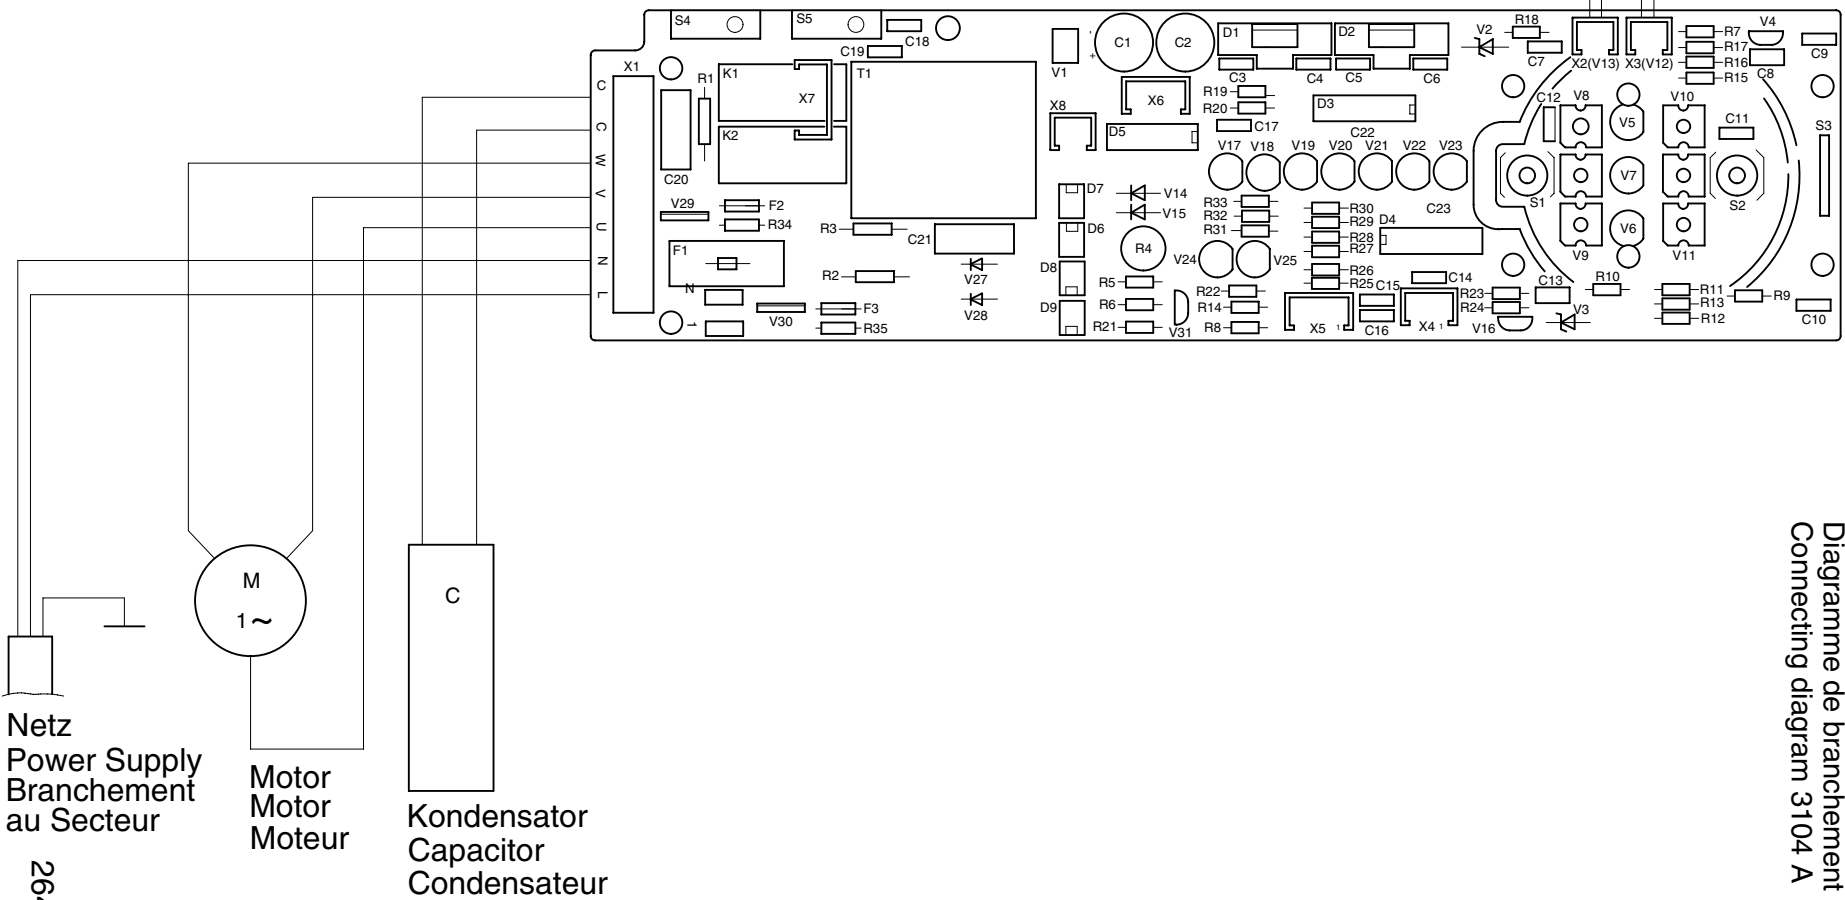 S4
S5
C18
C19
X1
R1
K1
X7
K2
T1
C20
V29
F2
R34
R3
C21
F1
R2
V27
N
V30
F3
R35
V28
C
C
W
V
U
N
L
V1
-
+
C1
C2
D1
D2
C3
C4
C5
C6
V2
R18
C7
X2(V13)
X3(V12)
R7
R17
R16
R15
V4
C8
C9
X8
X6
D5
R19
R20
C17
D3
C22
C12
V8
V5
V10
C11
S3
V17
V18
V19
V20
V21
V22
V23
V7
S1
S2
D7
V14
V15
D6
R4
R33
R32
R31
V24
V25
R30
R29
R28
R27
R26
R25
C23
D4
V9
V6
V11
D8
D9
R5
R6
R21
V31
R22
R14
R8
X5
1
C15
C16
C14
X4
1
R23
R24
V16
C13
V3
R10
R11
R13
R12
R9
C10
M
1~
C
Netz
Power Supply
Branchement
au Secteur
Motor
Motor
Moteur
Kondensator
Capacitor
Condensateur
Diagramme de branchement
Connecting diagram 3104 A